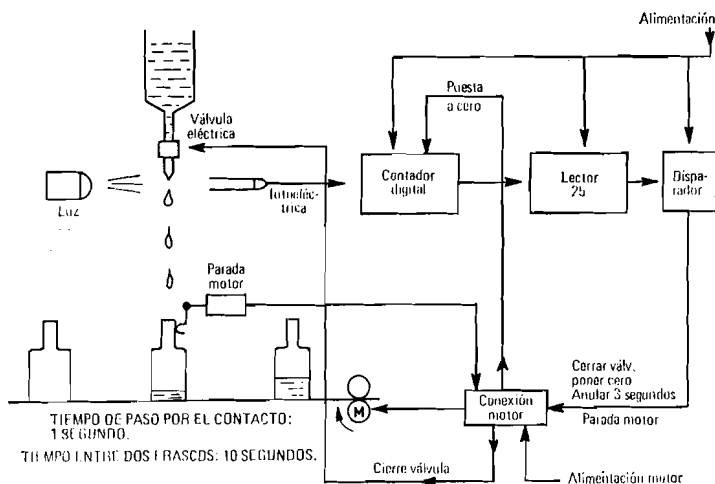 Alimentación
Puesta
a cero
Válvula
eléctrica
Contador
digital
Lector
25
Dispa-
rador
Luz
fotoeléc-
trica
Parada
motor
Cerrar válv,
poner cero
Anular 3 segundos
Conexión
motor
M
Parada motor
TIEMPO DE PASO POR EL CONTACTO:
1 SEGUNDO.
TIEMPO ENTRE DOS FRASCOS: 10 SEGUNDOS.
Cierre válvula
Alimentación motor